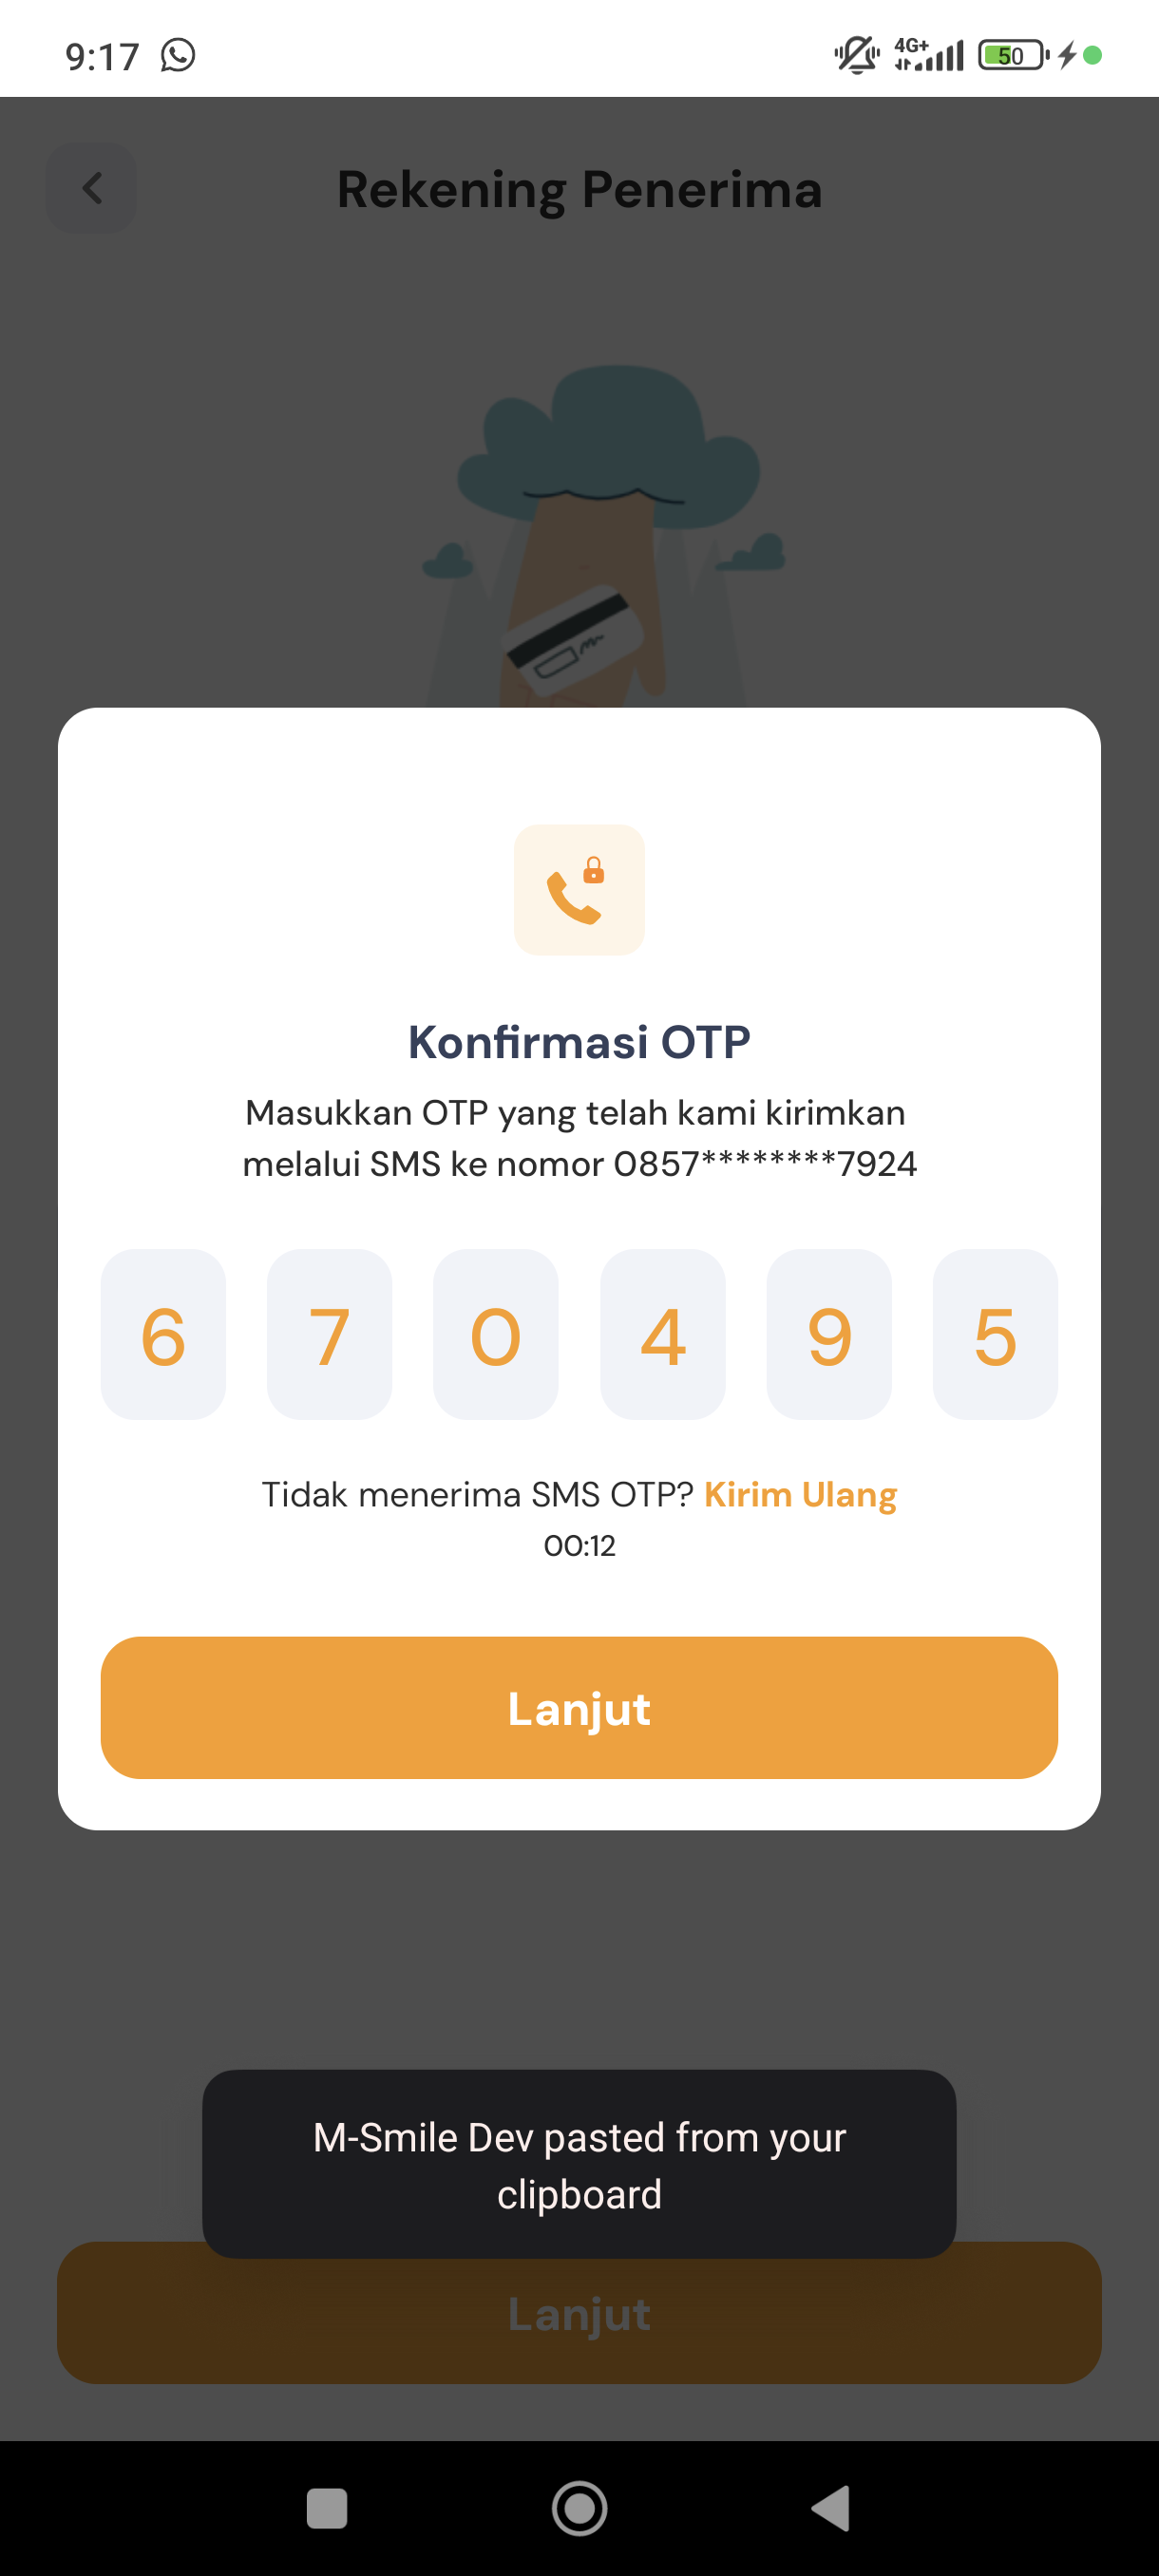 9:17
4G+
50
Rekening Penerima
Konfirmasi OTP
Masukkan OTP yang telah kami kirimkan
melalui SMS ke nomor 0857********7924
6 7 0 4 9 5
Tidak menerima SMS OTP? Kirim Ulang
00:12
Lanjut
M-Smile Dev pasted from your
clipboard
Lanjut